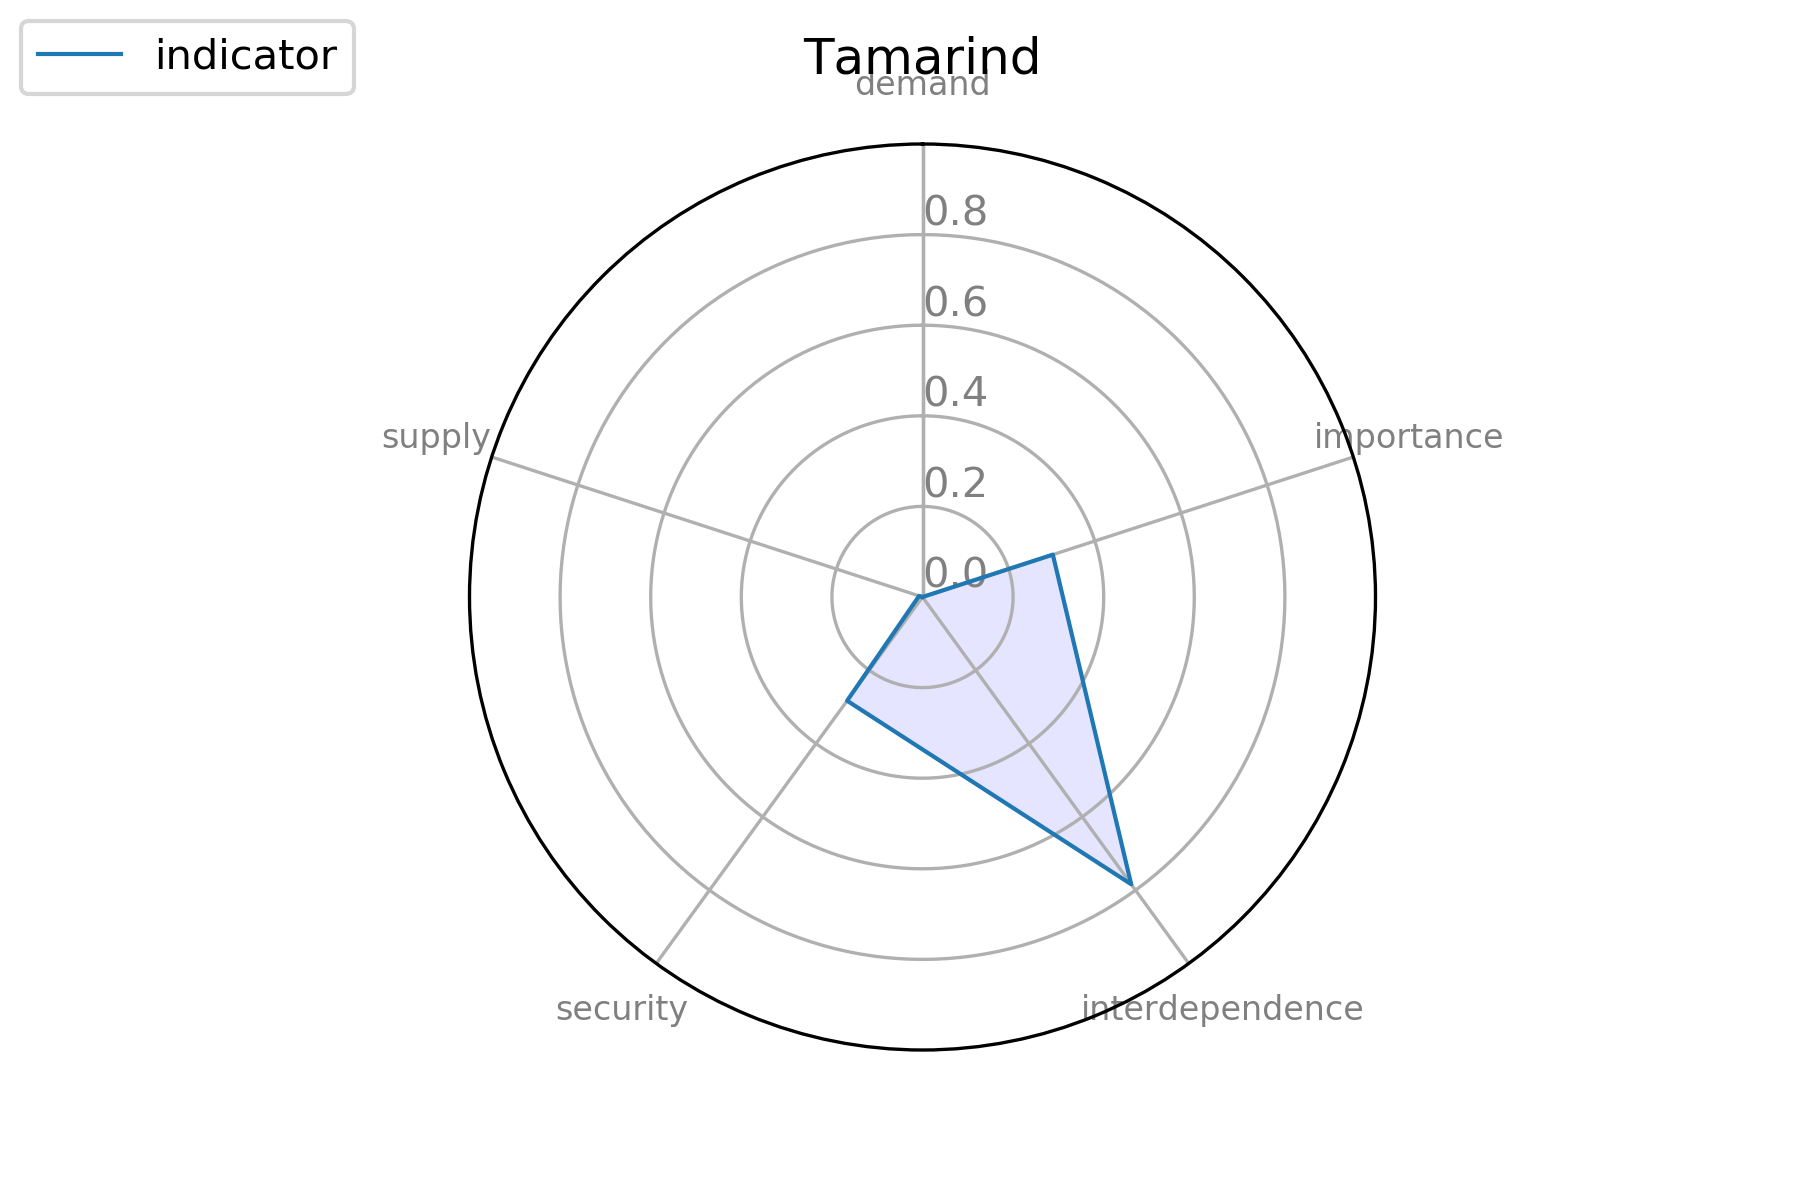 indicator
Tamarind
demand
0.8
0.6
0.4
supply
importance
0.2
0.0
security
interdependence